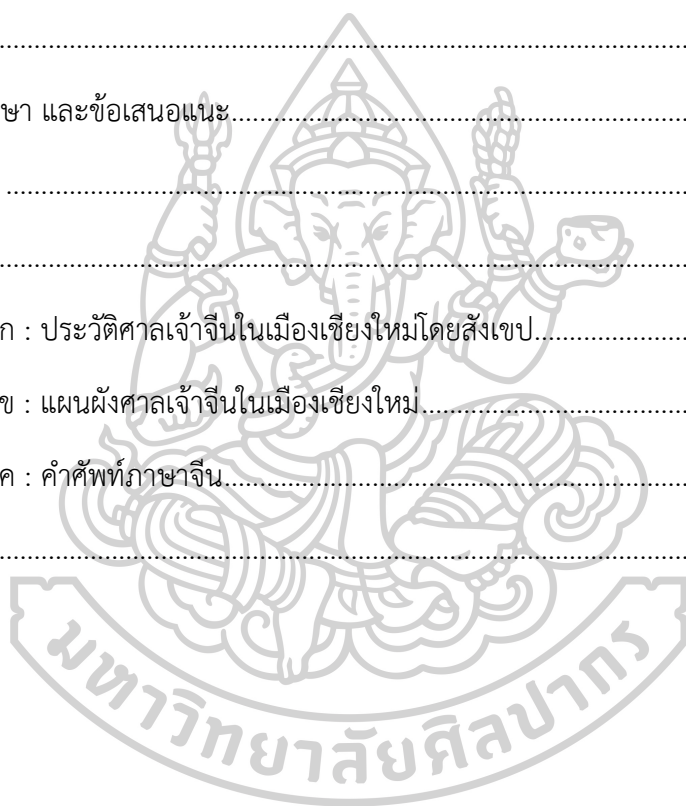 ....................................................................................................
ษา และข้อเสนอแนะ....................................................................
....................................................................................................
....................................................................................................
ก : ประวัติศาลเจ้าจีนในเมืองเชียงใหม่โดยสังเขป......................
ข : แผนผังศาลเจ้าจีนในเมืองเชียงใหม่.......................................
ค : คำศัพท์ภาษาจีน.....................................................................
....................................................................................................
มหาวิทยาลัยศิลปากร